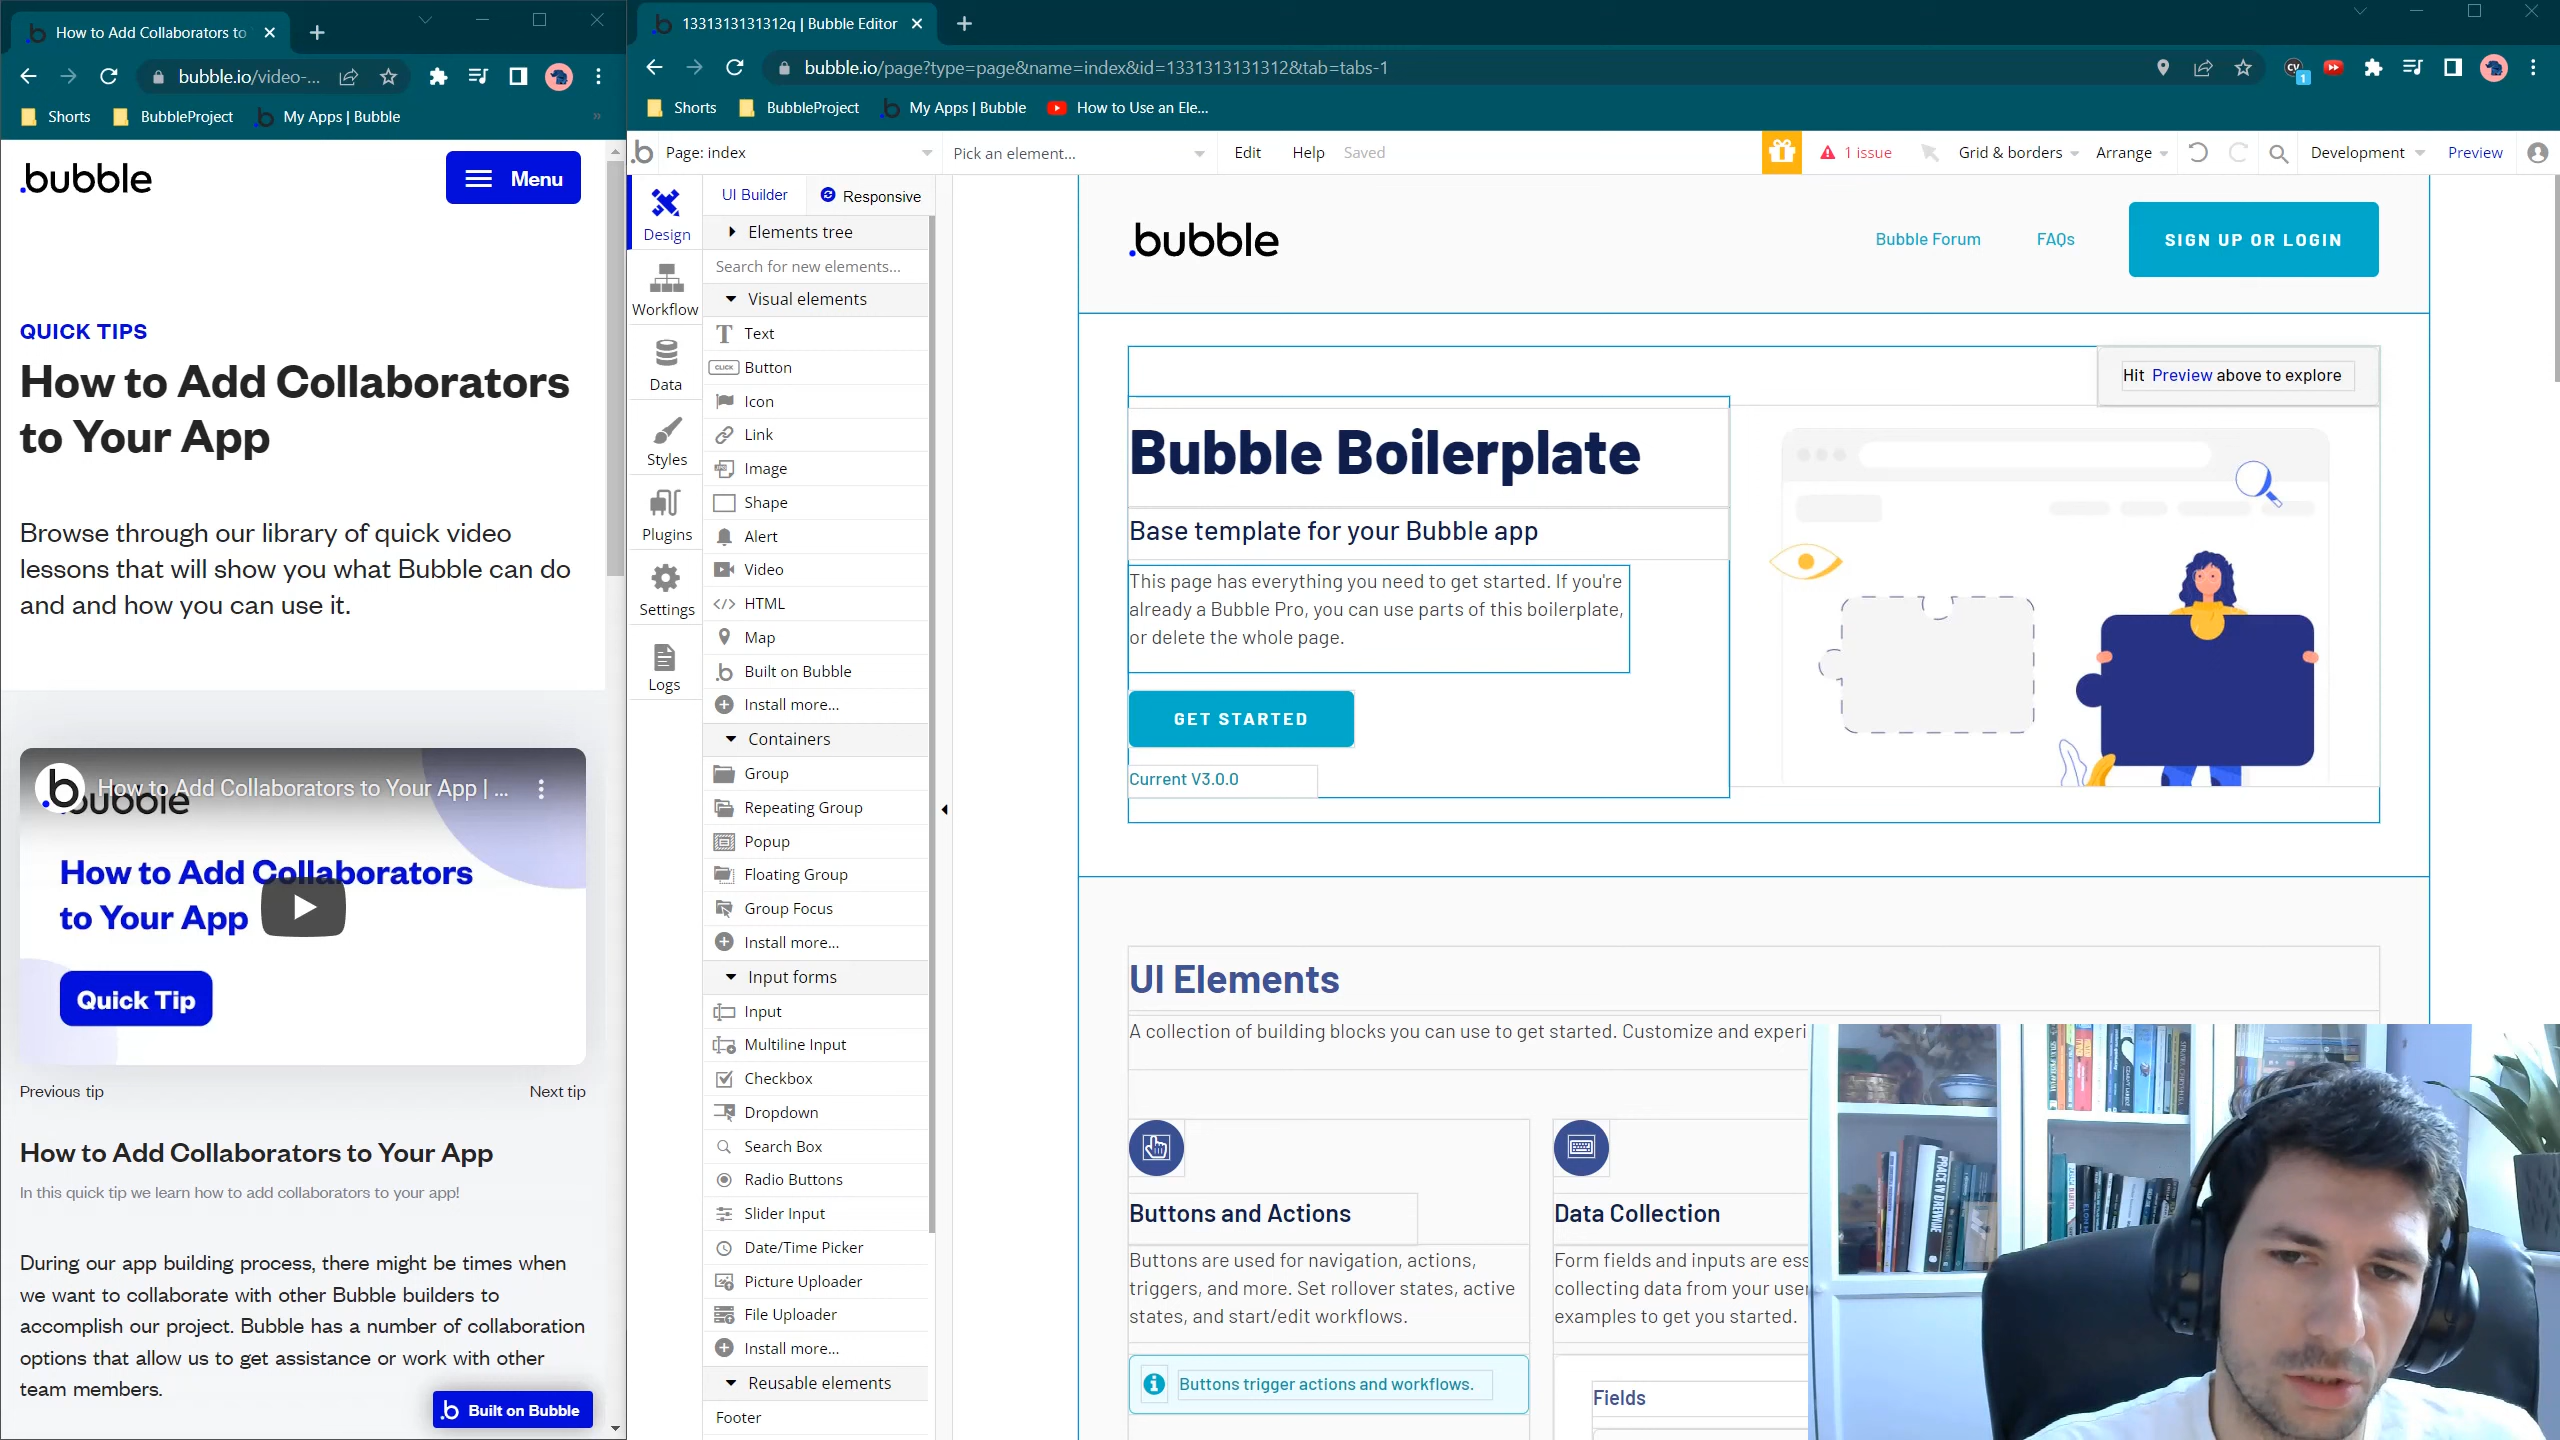 How to Add Collaborators to
bubble.io/video-...
Shorts
BubbleProject
My Apps | Bubble
»
.bubble
Menu
QUICK TIPS
How to Add Collaborators
to Your App
Browse through our library of quick video
lessons that will show you what Bubble can do
and and how you can use it.
How to Add Collaborators to Your App | ...
bubble
How to Add Collaborators
to Your App
Quick Tip
Previous tip
Next tip
How to Add Collaborators to Your App
In this quick tip we learn how to add collaborators to your app!
During our app building process, there might be times when
we want to collaborate with other Bubble builders to
accomplish our project. Bubble has a number of collaboration
options that allow us to get assistance or work with other
team members.
Built on Bubble
1331313131312q | Bubble Editor
bubble.io/page?type=page&name=index&id=1331313131312&tab=tabs-1
1
Shorts
BubbleProject
My Apps | Bubble
How to Use an Ele...
Page: index
Pick an element...
Edit
Help
Saved
1 issue
Grid & borders
Arrange
Development
Preview
Design
Workflow
Data
Styles
Plugins
Settings
Logs
UI Builder
Responsive
Elements tree
Search for new elements...
Visual elements
Text
CLICK
Button
Icon
Link
Image
Shape
Alert
Video
HTML
Map
Built on Bubble
Install more...
Containers
Group
Repeating Group
Popup
Floating Group
Group Focus
Install more...
Input forms
Input
Multiline Input
Checkbox
Dropdown
Search Box
Radio Buttons
Slider Input
Date/Time Picker
Picture Uploader
File Uploader
Install more...
Reusable elements
Footer
.bubble
Bubble Forum
FAQs
SIGN UP OR LOGIN
Hit Preview above to explore
Bubble Boilerplate
Base template for your Bubble app
This page has everything you need to get started. If you're
already a Bubble Pro, you can use parts of this boilerplate,
or delete the whole page.
GET STARTED
Current V3.0.0
UI Elements
A collection of building blocks you can use to get started. Customize and experi
Buttons and Actions
Buttons are used for navigation, actions,
triggers, and more. Set rollover states, active
states, and start/edit workflows.
Buttons trigger actions and workflows.
Data Collection
Form fields and inputs are ess
collecting data from your use
examples to get you started.
Fields